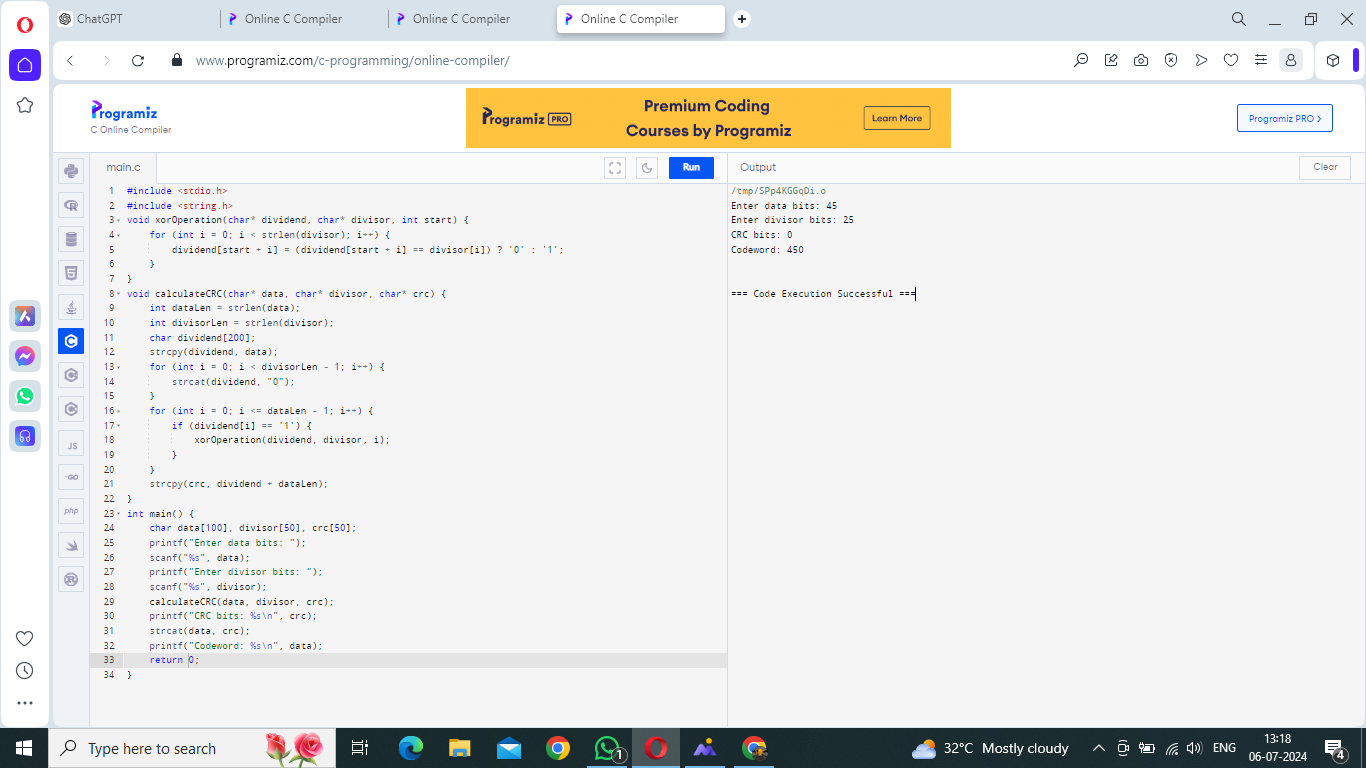 ChatGPT
Online C Compiler
Online C Compiler
Online C Compiler
www.programiz.com/c-programming/online-compiler/
Programiz
C Online Compiler
Programiz PRO
Premium Coding
Courses by Programiz
Learn More
Programiz PRO >
main.c
Run
Output
Clear
1 #include <stdio.h>
2 #include <string.h>
3 void xorOperation(char* dividend, char* divisor, int start) {
4     for (int i = 0; i < strlen(divisor); i++) {
5         dividend[start + i] = (dividend[start + i] == divisor[i]) ? '0' : '1';
6     }
7 }
8 void calculateCRC(char* data, char* divisor, char* crc) {
9     int dataLen = strlen(data);
10     int divisorLen = strlen(divisor);
11     char dividend[200];
12     strcpy(dividend, data);
13     for (int i = 0; i < divisorLen - 1; i++) {
14         strcat(dividend, "0");
15     }
16     for (int i = 0; i <= dataLen - 1; i++) {
17         if (dividend[i] == '1') {
18             xorOperation(dividend, divisor, i);
19         }
20     }
21     strcpy(crc, dividend + dataLen);
22 }
23 int main() {
24     char data[100], divisor[50], crc[50];
25     printf("Enter data bits: ");
26     scanf("%s", data);
27     printf("Enter divisor bits: ");
28     scanf("%s", divisor);
29     calculateCRC(data, divisor, crc);
30     printf("CRC bits: %s\n", crc);
31     strcat(data, crc);
32     printf("Codeword: %s\n", data);
33     return 0;
34 }
/tmp/SPp4KGGqDi.o
Enter data bits: 45
Enter divisor bits: 25
CRC bits: 0
Codeword: 450
=== Code Execution Successful ===
JS
GO
php
Type here to search
1
32°C Mostly cloudy
ENG
13:18
06-07-2024
4